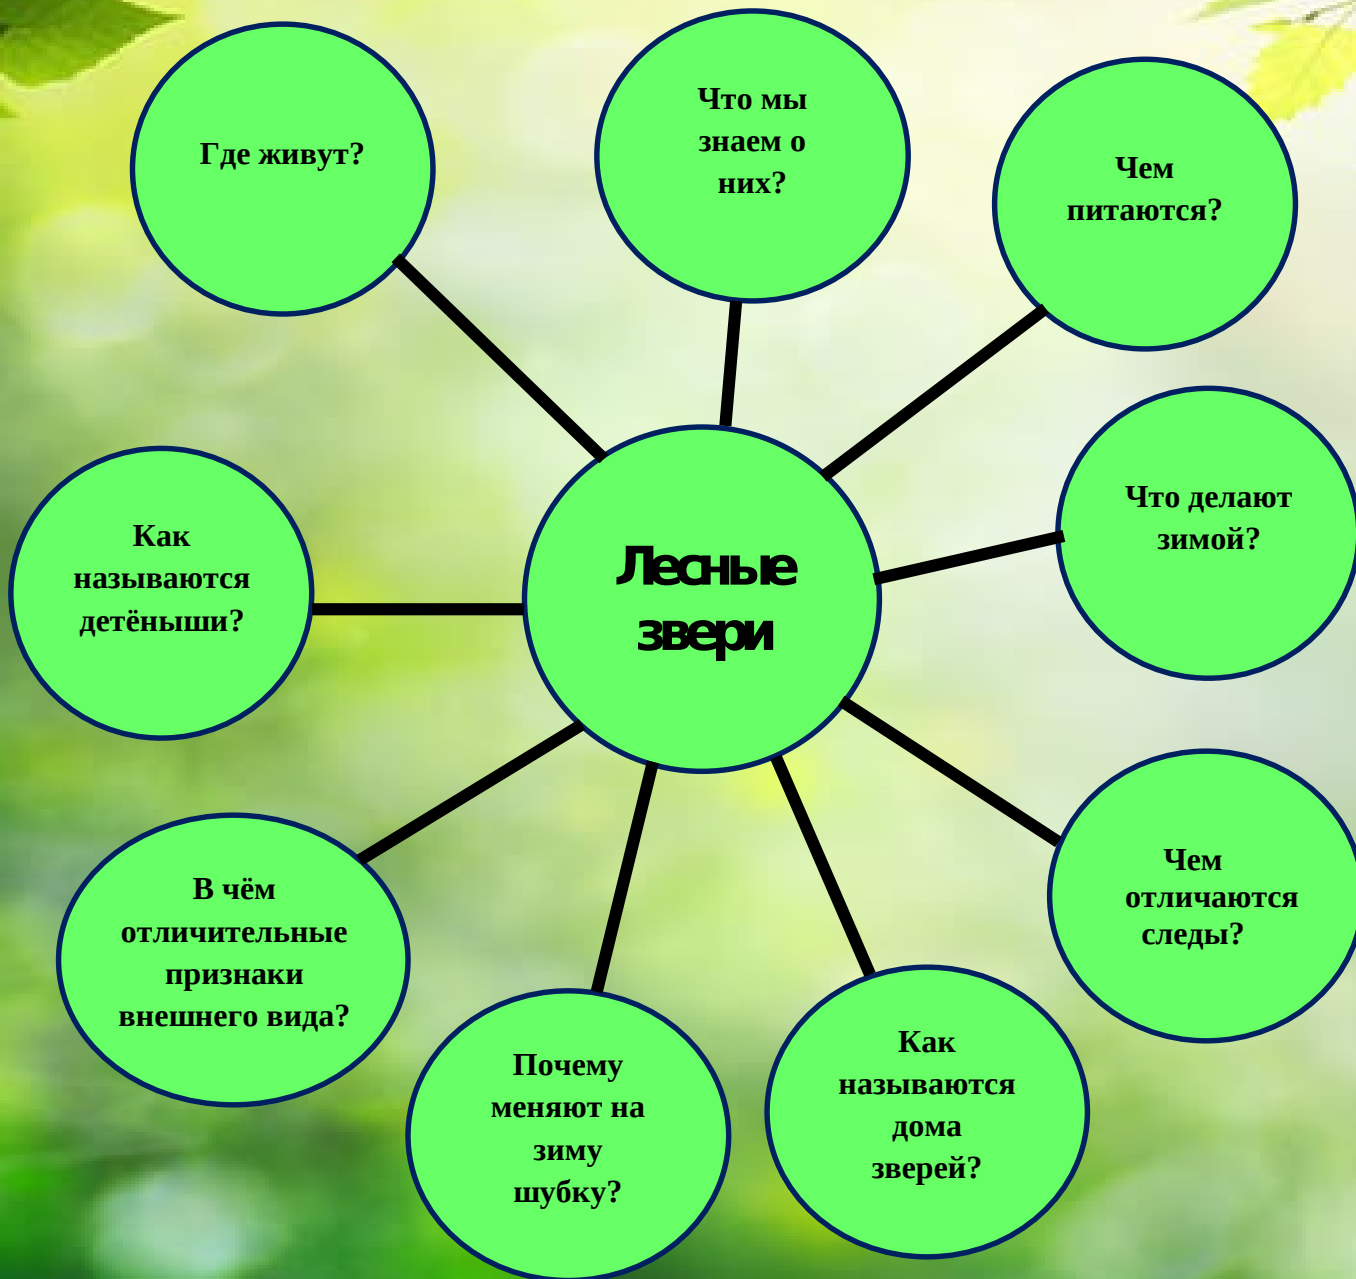 Где живут?
Что мы
знаем о
них?
Чем
питаются?
Что делают
зимой?
Как
называются
детёныши?
Лесные
звери
Чем
отличаются
следы?
В чём
отличительные
признаки
внешнего вида?
Почему
меняют на
зиму
шубку?
Как
называются
дома
зверей?